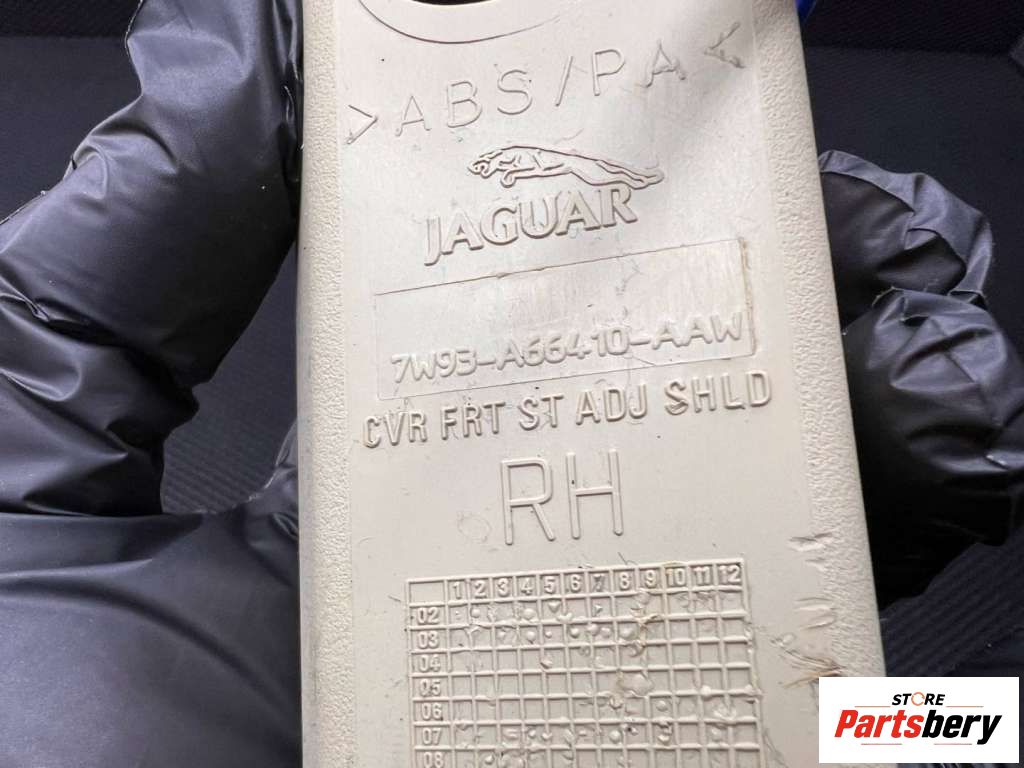 >ABS/PA<
JAGUAR
7W93-A66410-AAW
CVR FRT ST ADJ SHLD
RH
1 2 3 4 5 6 7 8 9 10 11 12
02
03
04
05
06
07
08
STORE
Partsbery